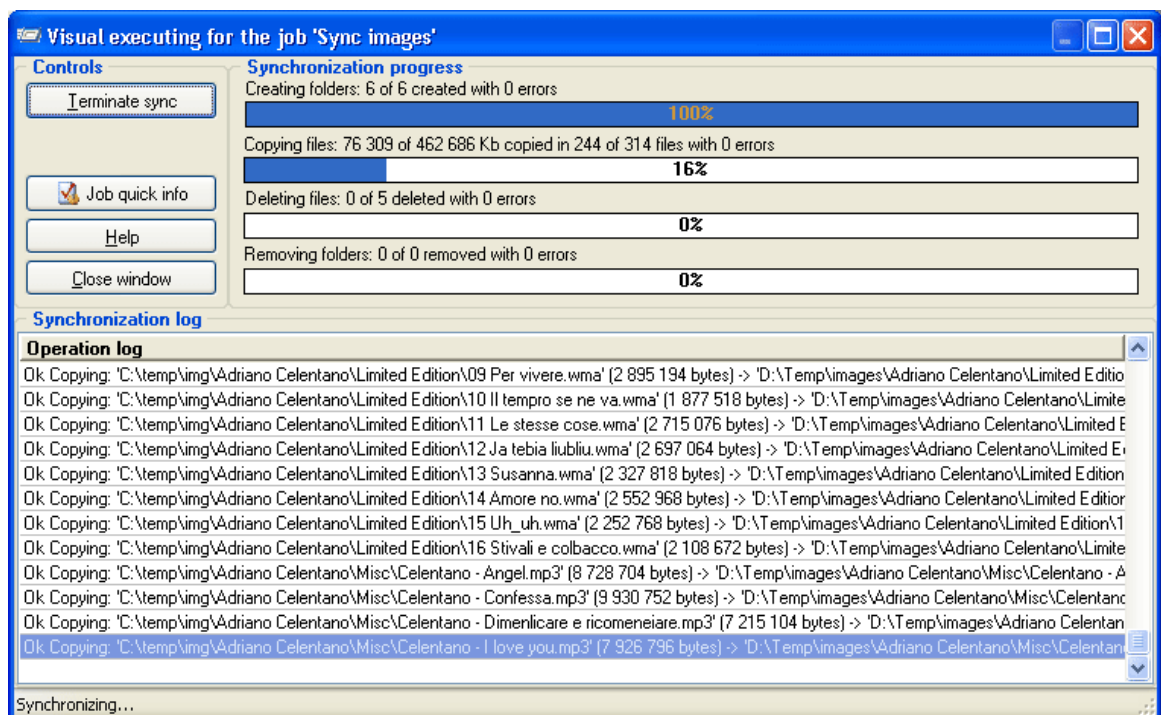 Visual executing for the job 'Sync images'
Controls
Terminate sync
Job quick info
Help
Close window
Synchronization progress
Creating folders: 6 of 6 created with 0 errors
100%
Copying files: 76 309 of 462 686 Kb copied in 244 of 314 files with 0 errors
16%
Deleting files: 0 of 5 deleted with 0 errors
0%
Removing folders: 0 of 0 removed with 0 errors
0%
Synchronization log
Operation log
Ok Copying: 'C:\temp\img\Adriano Celentano\Limited Edition\09 Per vivere.wma' (2 895 194 bytes) -> 'D:\Temp\images\Adriano Celentano\Limited Editio
Ok Copying: 'C:\temp\img\Adriano Celentano\Limited Edition\10 Il tempro se ne va.wma' (1 877 518 bytes) -> 'D:\Temp\images\Adriano Celentano\Limite
Ok Copying: 'C:\temp\img\Adriano Celentano\Limited Edition\11 Le stesse cose.wma' (2 715 076 bytes) -> 'D:\Temp\images\Adriano Celentano\Limited E
Ok Copying: 'C:\temp\img\Adriano Celentano\Limited Edition\12 Ja tebia liubliu.wma' (2 697 064 bytes) -> 'D:\Temp\images\Adriano Celentano\Limited E
Ok Copying: 'C:\temp\img\Adriano Celentano\Limited Edition\13 Susanna.wma' (2 327 818 bytes) -> 'D:\Temp\images\Adriano Celentano\Limited Edition
Ok Copying: 'C:\temp\img\Adriano Celentano\Limited Edition\14 Amore no.wma' (2 552 968 bytes) -> 'D:\Temp\images\Adriano Celentano\Limited Edition
Ok Copying: 'C:\temp\img\Adriano Celentano\Limited Edition\15 Uh_uh.wma' (2 252 768 bytes) -> 'D:\Temp\images\Adriano Celentano\Limited Edition\1
Ok Copying: 'C:\temp\img\Adriano Celentano\Limited Edition\16 Stivali e colbacco.wma' (2 108 672 bytes) -> 'D:\Temp\images\Adriano Celentano\Limite
Ok Copying: 'C:\temp\img\Adriano Celentano\Misc\Celentano - Angel.mp3' (8 728 704 bytes) -> 'D:\Temp\images\Adriano Celentano\Misc\Celentano - A
Ok Copying: 'C:\temp\img\Adriano Celentano\Misc\Celentano - Confessa.mp3' (9 930 752 bytes) -> 'D:\Temp\images\Adriano Celentano\Misc\Celentano
Ok Copying: 'C:\temp\img\Adriano Celentano\Misc\Celentano - Dimenlicare e ricomeneiare.mp3' (7 215 104 bytes) -> 'D:\Temp\images\Adriano Celentan
Ok Copying: 'C:\temp\img\Adriano Celentano\Misc\Celentano - I love you.mp3' (7 926 796 bytes) -> 'D:\Temp\images\Adriano Celentano\Misc\Celentan
Synchronizing...